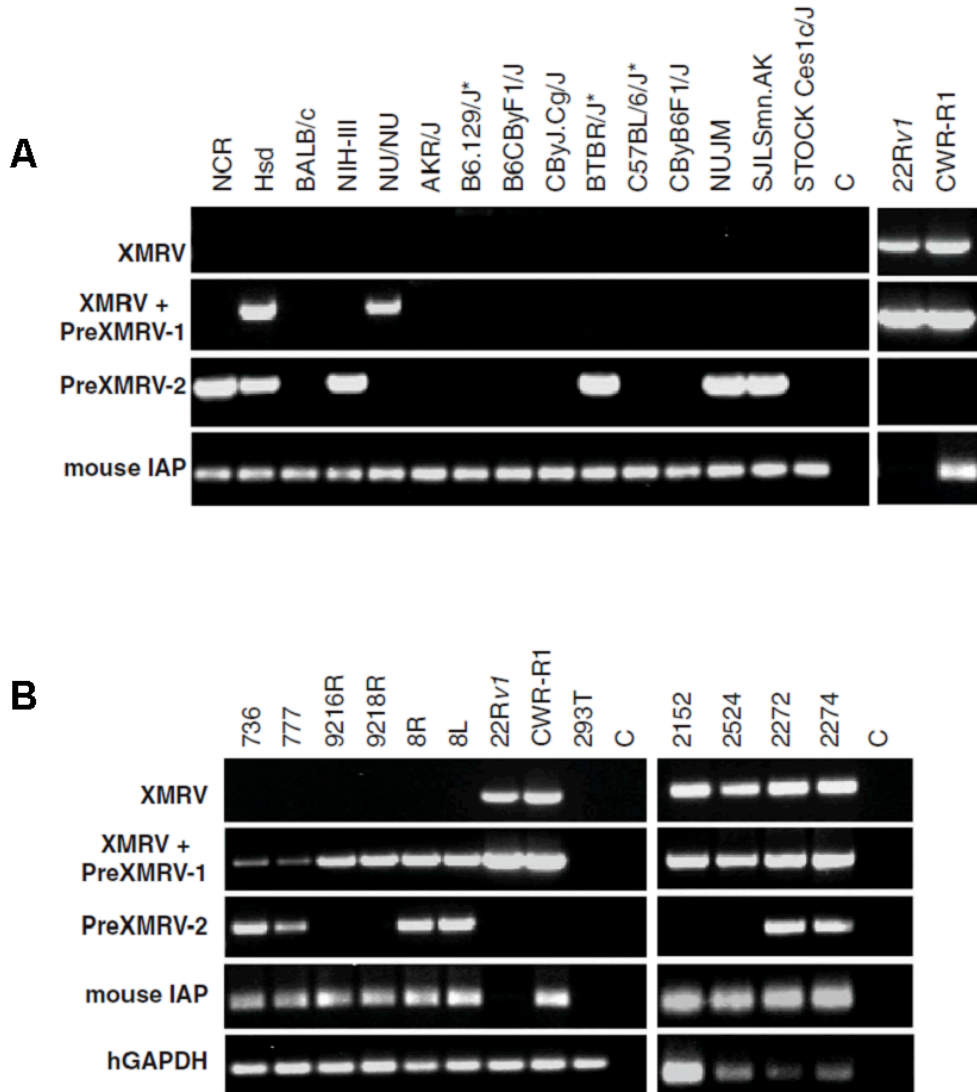 A
NCR
Hsd
BALB/c
NIH-III
NU/NU
AKR/J
B6.129/J*
B6CByF1/J
CByJ.Cg/J
BTBR/J*
C57BL/6/J*
CByB6F1/J
NUJM
SJLSmn.AK
STOCK Ces1c/J
C
22Rv1
CWR-R1
XMRV
XMRV +
PreXMRV-1
PreXMRV-2
mouse IAP
B
736
777
9216R
9218R
8R
8L
22Rv1
CWR-R1
293T
C
2152
2524
2272
2274
C
XMRV
XMRV +
PreXMRV-1
PreXMRV-2
mouse IAP
hGAPDH